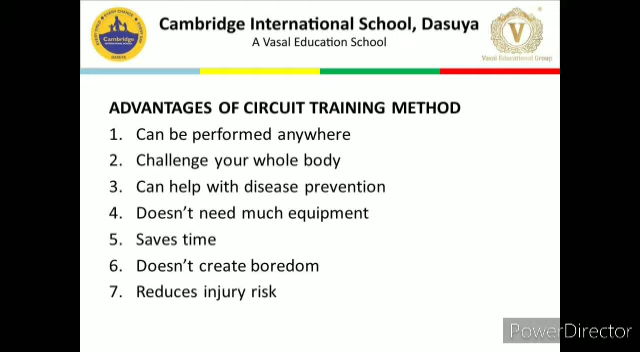 Cambridge International School, Dasuya
A Vasal Education School
Cambridge
Vasal Educational Group
ADVANTAGES OF CIRCUIT TRAINING METHOD
1. Can be performed anywhere
2. Challenge your whole body
3. Can help with disease prevention
4. Doesn't need much equipment
5. Saves time
6. Doesn't create boredom
7. Reduces injury risk
PowerDirector